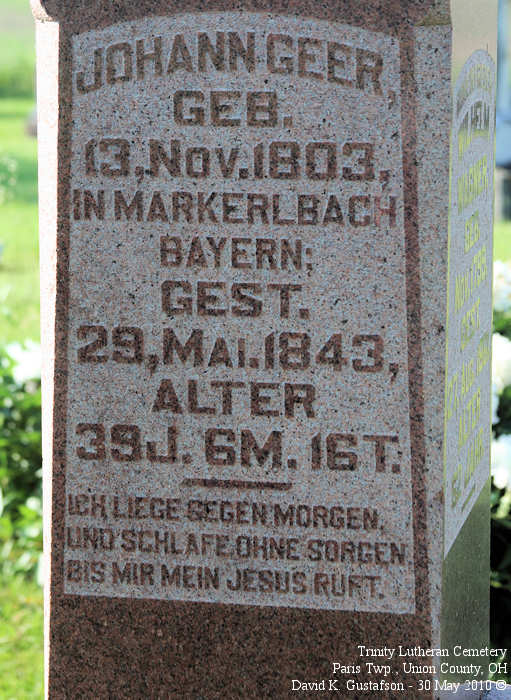 JOHANN GEER,
GEB.
13, NOV. 1803,
IN MARKERLBACH
BAYERN;
GEST.
29, MAI. 1843,
ALTER
39 J. 6 M. 16 T.
ICH LIEGE GEGEN MORGEN,
UND SCHLAFE OHNE SORGEN
BIS MIR MEIN JESUS RUFT.
Trinity Lutheran Cemetery
Paris Twp., Union County, OH
David K. Gustafson - 30 May 2010 ©